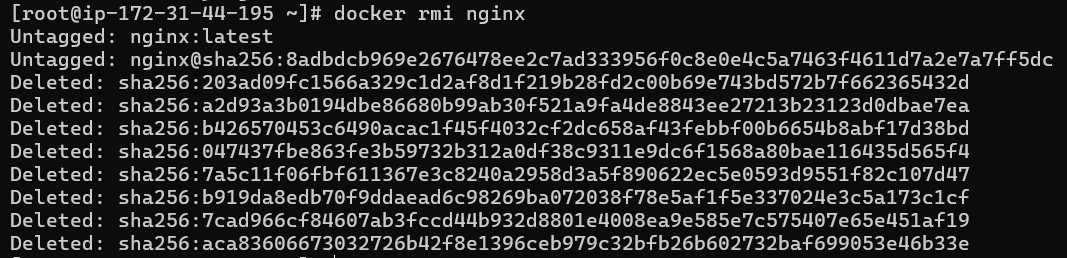 [root@ip-172-31-44-195 ~]# docker rmi nginx
Untagged: nginx:latest
Untagged: nginx@sha256:8adbdcb969e2676478ee2c7ad333956f0c8e0e4c5a7463f4611d7a2e7a7ff5dc
Deleted: sha256:203ad09fc1566a329c1d2af8d1f219b28fd2c00b69e743bd572b7f662365432d
Deleted: sha256:a2d93a3b0194dbe86680b99ab30f521a9fa4de8843ee27213b23123d0dbae7ea
Deleted: sha256:b426570453c6490acac1f45f4032cf2dc658af43febbf00b6654b8abf17d38bd
Deleted: sha256:047437fbe863fe3b59732b312a0df38c9311e9dc6f1568a80bae116435d565f4
Deleted: sha256:7a5c11f06fbf611367e3c8240a2958d3a5f890622ec5e0593d9551f82c107d47
Deleted: sha256:b919da8edb70f9ddaead6c98269ba072038f78e5af1f5e337024e3c5a173c1cf
Deleted: sha256:7cad966cf84607ab3fccd44b932d8801e4008ea9e585e7c575407e65e451af19
Deleted: sha256:aca83606673032726b42f8e1396ceb979c32bfb26b602732baf699053e46b33e